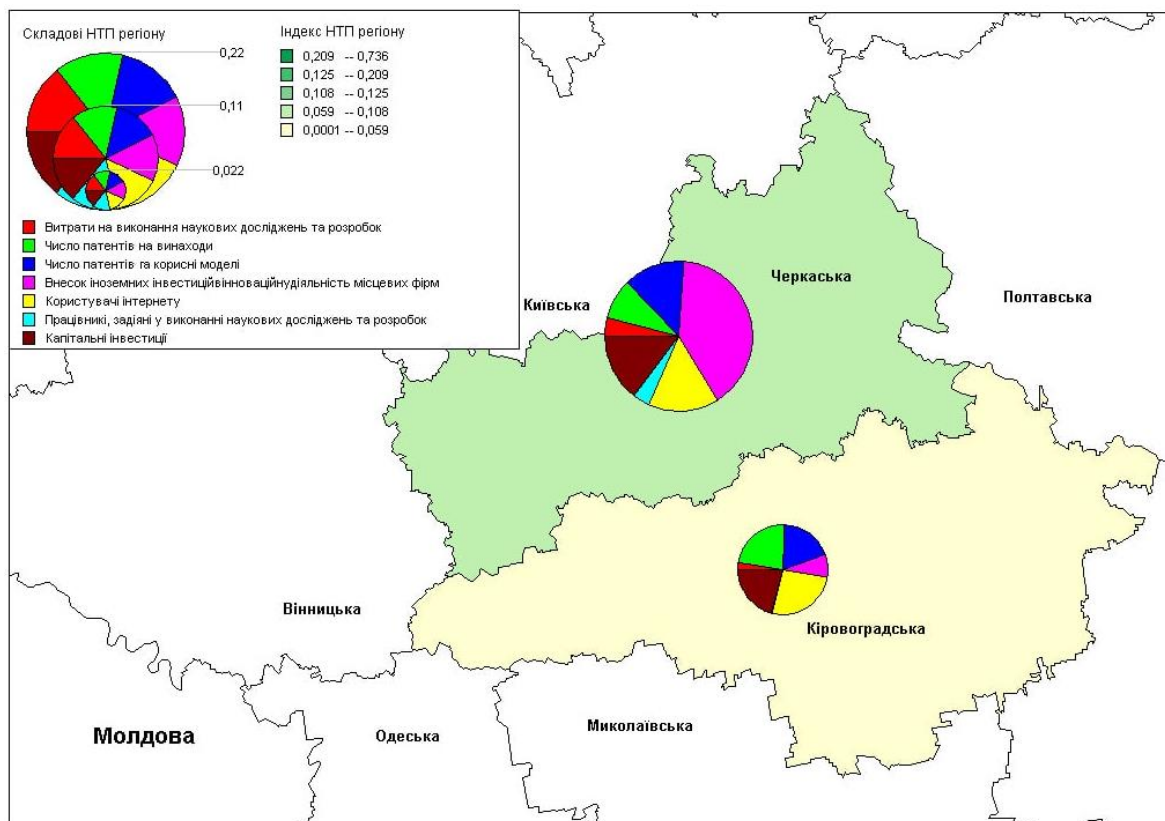 Складові НТП регіону
0,22
0,11
0,022
Індекс НТП регіону
0,209 -- 0,736
0,125 -- 0,209
0,108 -- 0,125
0,059 -- 0,108
0,0001 -- 0,059
Витрати на виконання наукових досліджень та розробок
Число патентів на винаходи
Число патентів га корисні моделі
Внесок іноземних інвестиційвінноваційнудіяльність місцевих фірм
Користувачі інтернету
Працівникі, задіяні у виконанні наукових досліджень та розробок
Капітальні інвестиції
Черкаська
Київська
Полтавська
Вінницька
Кіровоградська
Миколаївська
Молдова
Одеська